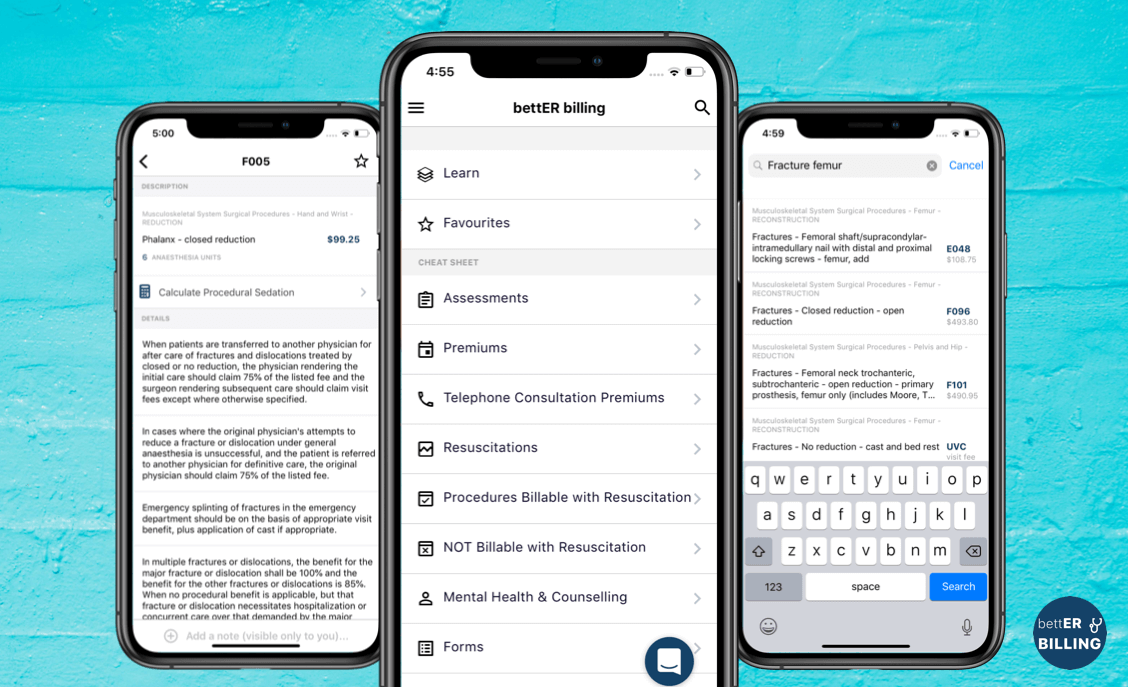 5:00
F005
DESCRIPTION
Musculoskeletal System Surgical Procedures - Hand and Wrist -
REDUCTION
Phalanx - closed reduction $99.25
6 ANAESTHESIA UNITS
Calculate Procedural Sedation
DETAILS
When patients are transferred to another physician for
after care of fractures and dislocations treated by
closed or no reduction, the physician rendering the
initial care should claim 75% of the listed fee and the
surgeon rendering subsequent care should claim visit
fees except where otherwise specified.
In cases where the original physician's attempts to
reduce a fracture or dislocation under general
anaesthesia is unsuccessful, and the patient is referred
to another physician for definitive care, the original
physician should claim 75% of the listed fee.
Emergency splinting of fractures in the emergency
department should be on the basis of appropriate visit
benefit, plus application of cast if appropriate.
In multiple fractures or dislocations, the benefit for the
major fracture or dislocation shall be 100% and the
benefit for the other fractures or dislocations is 85%.
When no procedural benefit is applicable, but that
fracture or dislocation necessitates hospitalization or
concurrent care over that demanded by the major
Add a note (visible only to you)...
4:55
bettER billing
Learn
Favourites
CHEAT SHEET
Assessments
Premiums
Telephone Consultation Premiums
Resuscitations
Procedures Billable with Resuscitation
NOT Billable with Resuscitation
Mental Health & Counselling
Forms
4:59
Fracture femur Cancel
Musculoskeletal System Surgical Procedures - Femur -
RECONSTRUCTION
Fractures - Femoral shaft/supracondylar-
intramedullary nail with distal and proximal E048
locking screws - femur, add $108.75
Musculoskeletal System Surgical Procedures - Femur -
RECONSTRUCTION
Fractures - Closed reduction - open F096
reduction $493.80
Musculoskeletal System Surgical Procedures - Pelvis and Hip -
REDUCTION
Fractures - Femoral neck trochanteric,
subtrochanteric - open reduction - primary F101
prosthesis, femur only (includes Moore, T... $490.95
Musculoskeletal System Surgical Procedures - Femur -
RECONSTRUCTION
Fractures - No reduction - cast and bed rest UVC
visit fee
q w e r t y u i o p
a s d f g h j k l
z x c v b n m
123 space Search
bettER
BILLING